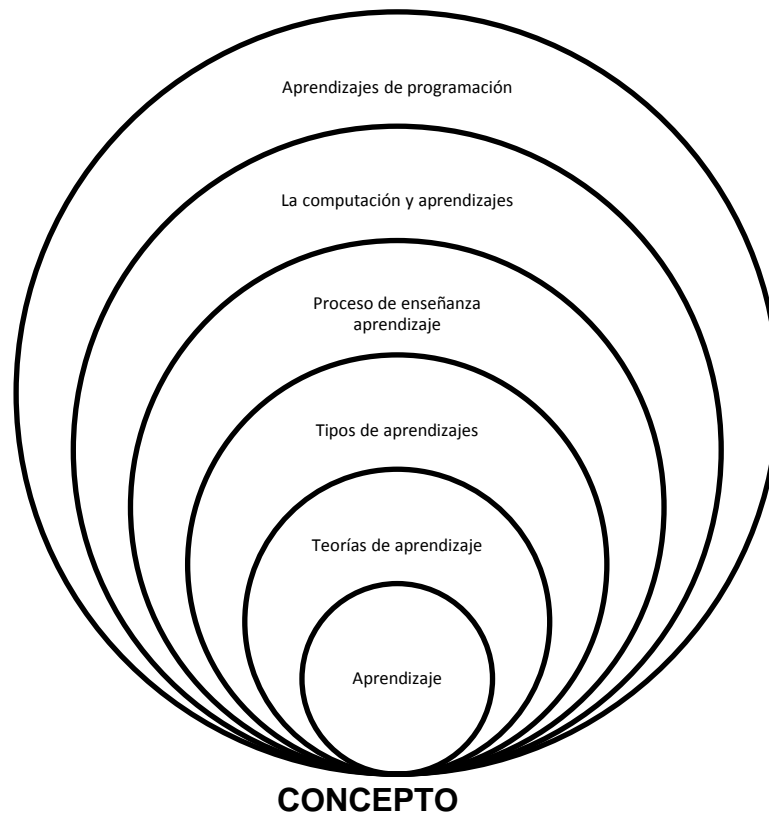 Aprendizajes de programación
La computación y aprendizajes
Proceso de enseñanza
aprendizaje
Tipos de aprendizajes
Teorías de aprendizaje
Aprendizaje
CONCEPTO